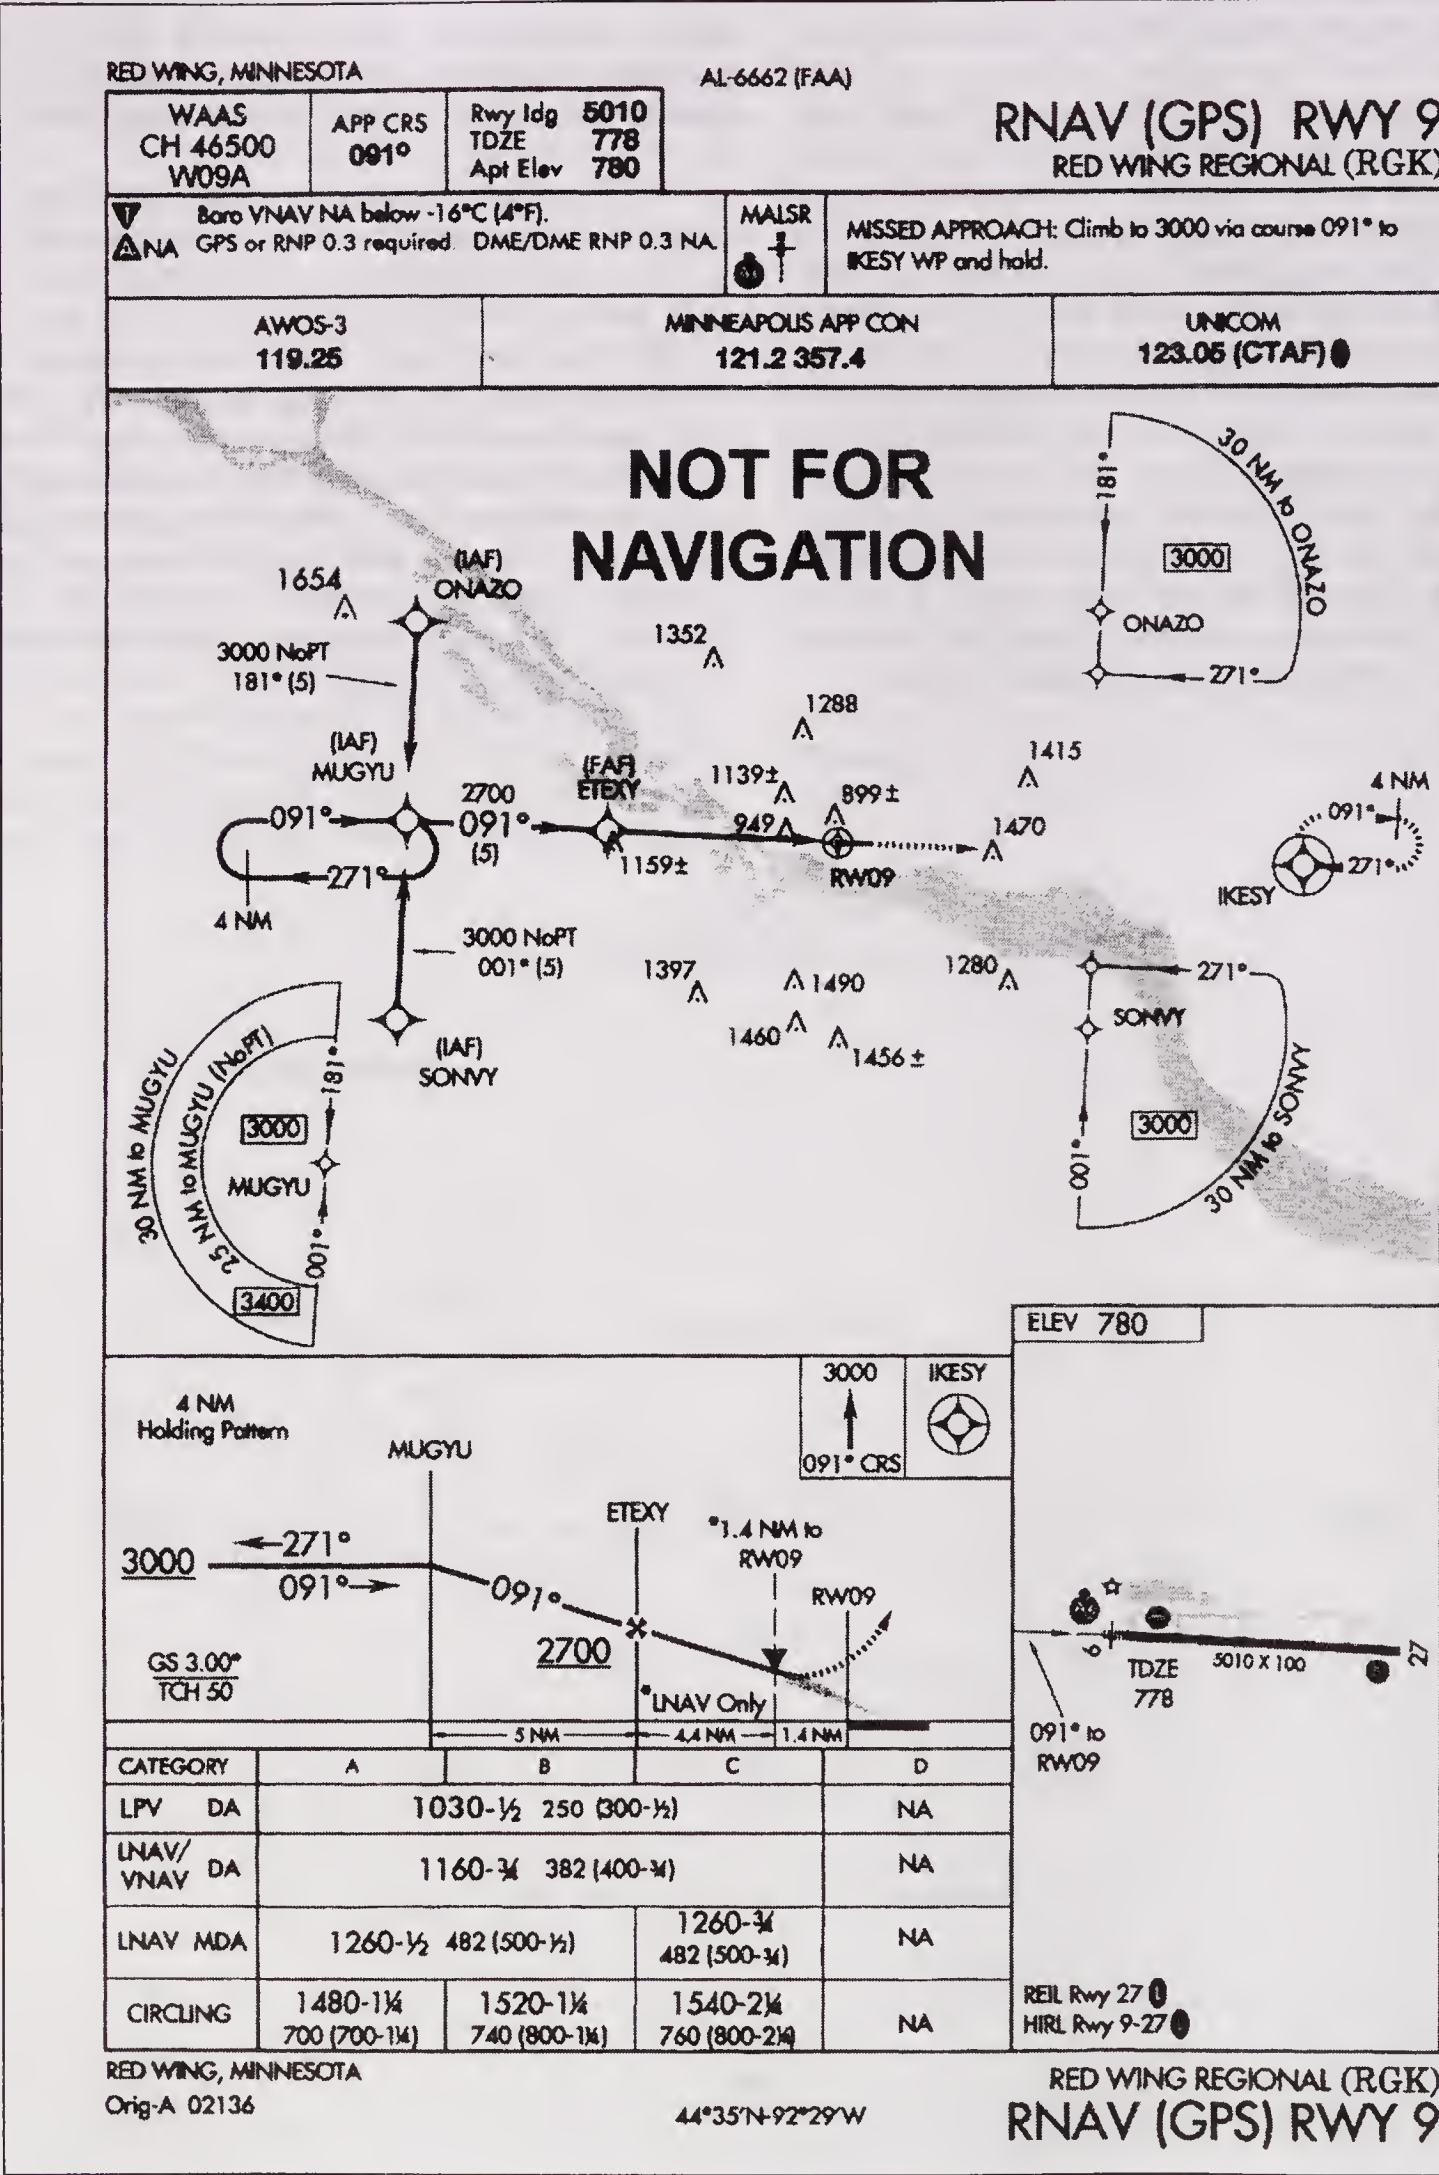 RED WING, MINNESOTA
AL-6662 (FAA)
WAAS
CH 46500
W09A
APP CRS
091°
Rwy ldg 5010
TDZE 778
Apt Elev 780
RNAV (GPS) RWY 9
RED WING REGIONAL (RGK)
T
A NA
Baro VNAV NA below -16°C (4°F).
GPS or RNP 0.3 required. DME/DME RNP 0.3 NA.
MALSR
MISSED APPROACH: Climb to 3000 via course 091° to
IKESY WP and hold.
AWOS-3
119.25
MINNEAPOLIS APP CON
121.2 357.4
UNICOM
123.05 (CTAF)
NOT FOR
NAVIGATION
30 NM to ONAZO
181°
3000
ONAZO
271°
1654
(IAF)
ONAZO
3000 NoPT
181° (5)
1352
1288
(IAF)
MUGYU
(FAF)
ETEXY
1139±
1415
899±
4 NM
091°
2700
091°
(5)
949
1470
091°
271°
1159±
RW09
271°
IKESY
4 NM
3000 NoPT
001° (5)
1397
1490
1280
271°
(IAF)
SONVY
1460
1456±
SONVY
30 NM to MUGYU
25 NM to MUGYU (NoPT)
181°
3000
MUGYU
001°
3400
3000
001°
30 NM to SONVY
ELEV 780
4 NM
Holding Pattern
MUGYU
3000
091° CRS
IKESY
ETEXY
*1.4 NM to
RW09
RW09
271°
3000
091°
091°
2700
GS 3.00°
TCH 50
*LNAV Only
5 NM
4.4 NM
1.4 NM
9
TDZE
778
5010 X 100
27
091° to
RW09
CATEGORY A B C D
LPV DA 1030-½ 250 (300-½) NA
LNAV/
VNAV DA 1160-¾ 382 (400-¾) NA
LNAV MDA 1260-½ 482 (500-½) 1260-¾
482 (500-¾) NA
CIRCLING 1480-1¼
700 (700-1¼) 1520-1¼
740 (800-1¼) 1540-2¼
760 (800-2¼) NA
REIL Rwy 27 L
HIRL Rwy 9-27
RED WING, MINNESOTA
Orig-A 02136
44°35'N-92°29'W
RED WING REGIONAL (RGK)
RNAV (GPS) RWY 9